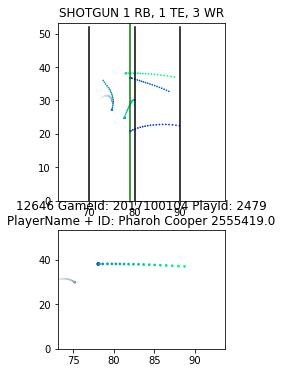 SHOTGUN 1 RB, 1 TE, 3 WR
50
40
30
20
10
0
70 80 90
12646 GameId: 2017100104 PlayId: 2479
PlayerName + ID: Pharoh Cooper 2555419.0
40
20
0
75 80 85 90